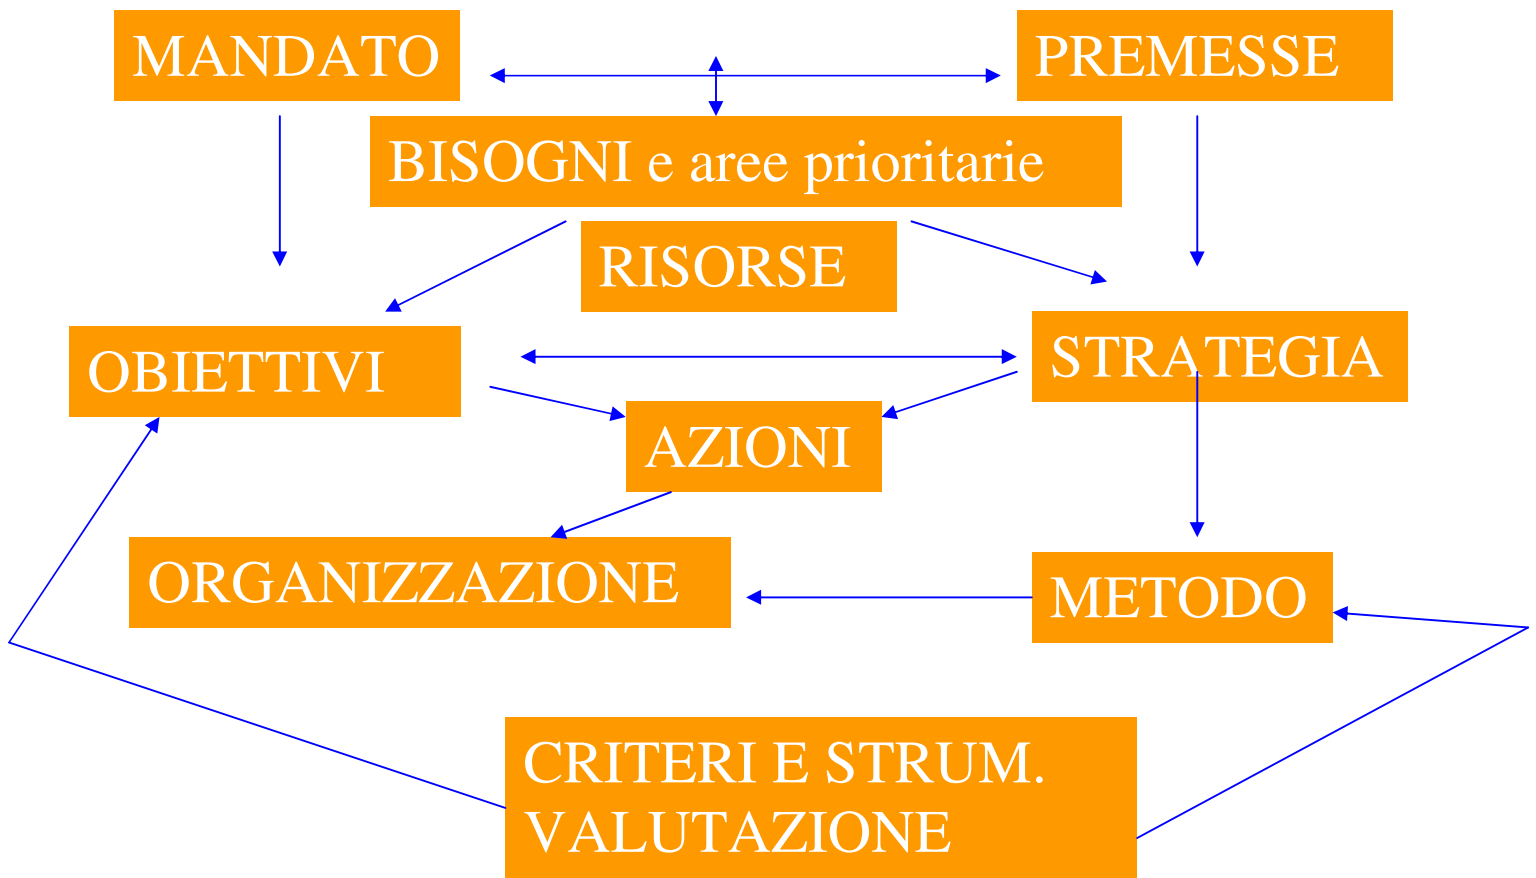 MANDATO
PREMESSE
BISOGNI e aree prioritarie
RISORSE
OBIETTIVI
STRATEGIA
AZIONI
ORGANIZZAZIONE
METODO
CRITERI E STRUM.
VALUTAZIONE